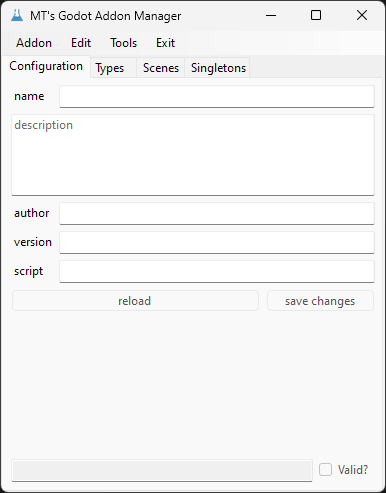 MT's Godot Addon Manager
Addon Edit Tools Exit
Configuration Types Scenes Singletons
name
description
author
version
script
reload save changes
Valid?